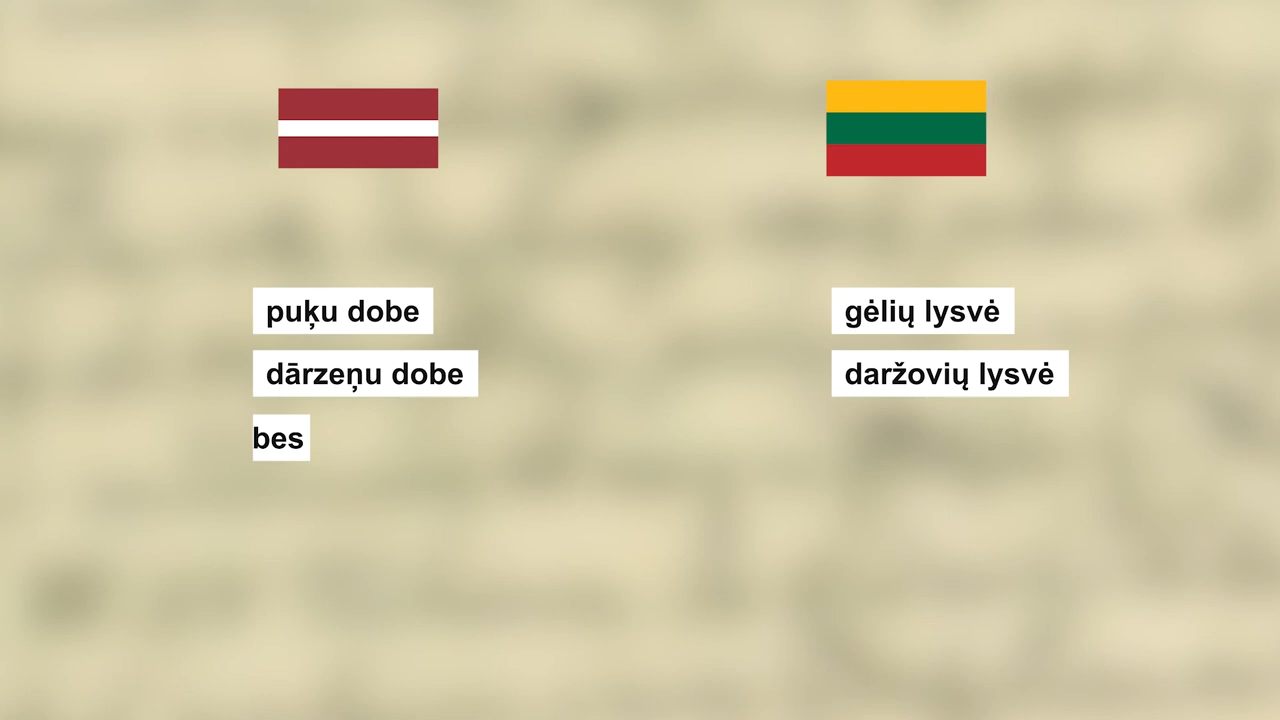 puķu dobe
dārzeņu dobe
bes
gėlių lysvė
daržovių lysvė